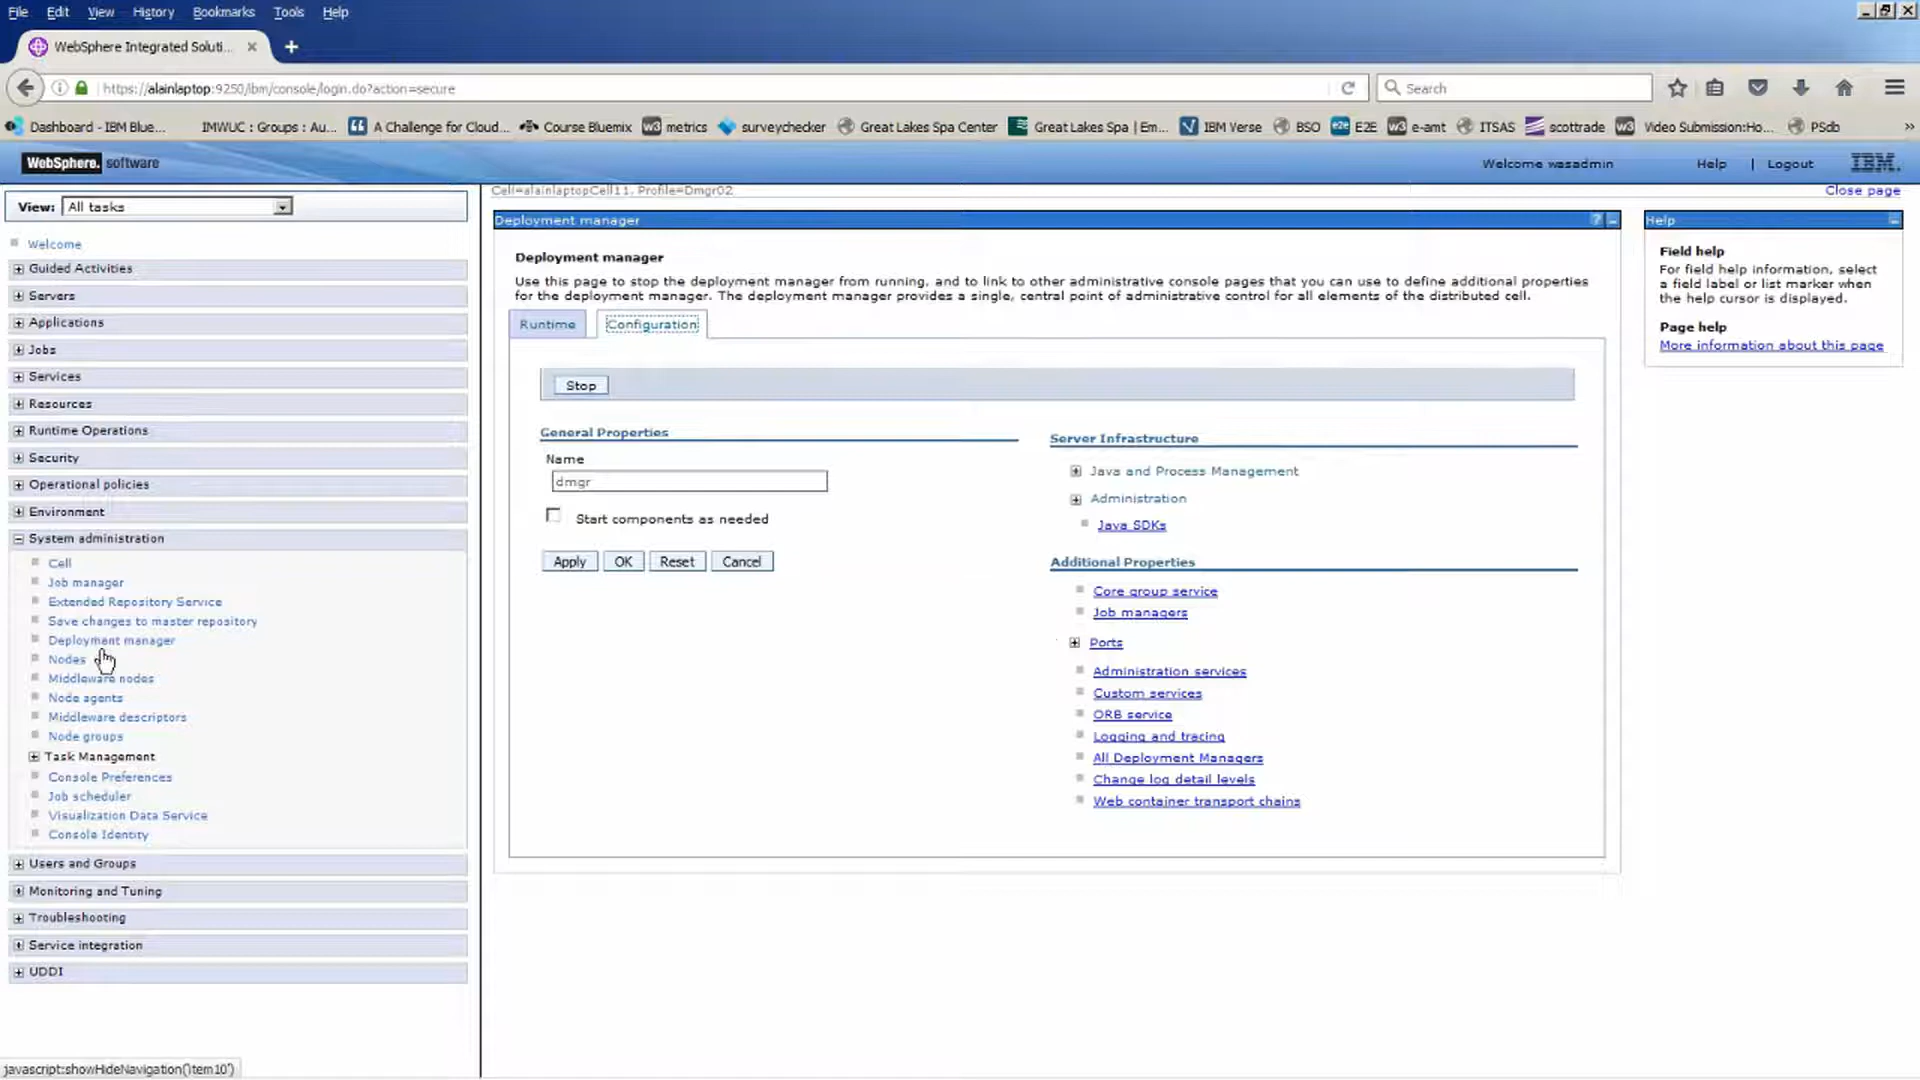 File Edit View History Bookmarks Tools Help
WebSphere Integrated Soluti...
https://alainlaptop:9250/ibm/console/login.do?action=secure
Search
Dashboard - IBM Blue... IMWUC : Groups : Au... A Challenge for Cloud... Course Bluemix w3 metrics surveychecker Great Lakes Spa Center Great Lakes Spa | Em... IBM Verse BSO e2e E2E w3 e-amt ITSAS scottrade w3 Video Submission:Ho... PSdb
WebSphere. software
Welcome wasadmin Help | Logout IBM.
Cell=alainlaptopCell11, Profile=Dmgr02
Close page
View: All tasks
Welcome
Guided Activities
Servers
Applications
Jobs
Services
Resources
Runtime Operations
Security
Operational policies
Environment
System administration
Cell
Job manager
Extended Repository Service
Save changes to master repository
Deployment manager
Nodes
Middleware nodes
Node agents
Middleware descriptors
Node groups
Task Management
Console Preferences
Job scheduler
Visualization Data Service
Console Identity
Users and Groups
Monitoring and Tuning
Troubleshooting
Service integration
UDDI
Deployment manager ?
Deployment manager
Use this page to stop the deployment manager from running, and to link to other administrative console pages that you can use to define additional properties
for the deployment manager. The deployment manager provides a single, central point of administrative control for all elements of the distributed cell.
Runtime Configuration
Stop
General Properties
Name
dmgr
Start components as needed
Apply OK Reset Cancel
Server Infrastructure
Java and Process Management
Administration
Java SDKs
Additional Properties
Core group service
Job managers
Ports
Administration services
Custom services
ORB service
Logging and tracing
All Deployment Managers
Change log detail levels
Web container transport chains
Help
Field help
For field help information, select
a field label or list marker when
the help cursor is displayed.
Page help
More information about this page
javascript:showHideNavigation('item10')